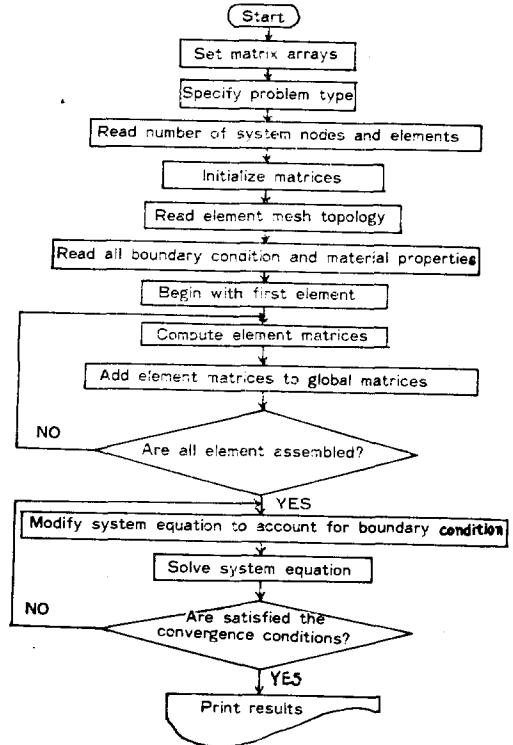 Start
Set matrix arrays
Specify problem type
Read number of system nodes and elements
Initialize matrices
Read element mesh topology
Read all boundary condition and material properties
Begin with first element
Compute element matrices
Add element matrices to global matrices
NO
Are all element assembled?
YES
Modify system equation to account for boundary condition
Solve system equation
NO
Are satisfied the
convergence conditions?
YES
Print results